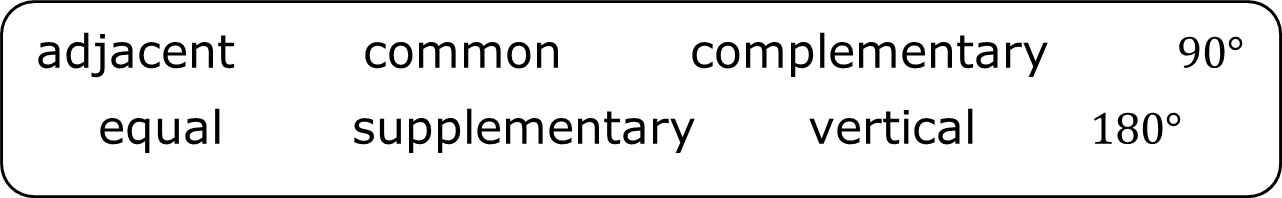 adjacent common complementary 90°
equal supplementary vertical 180°